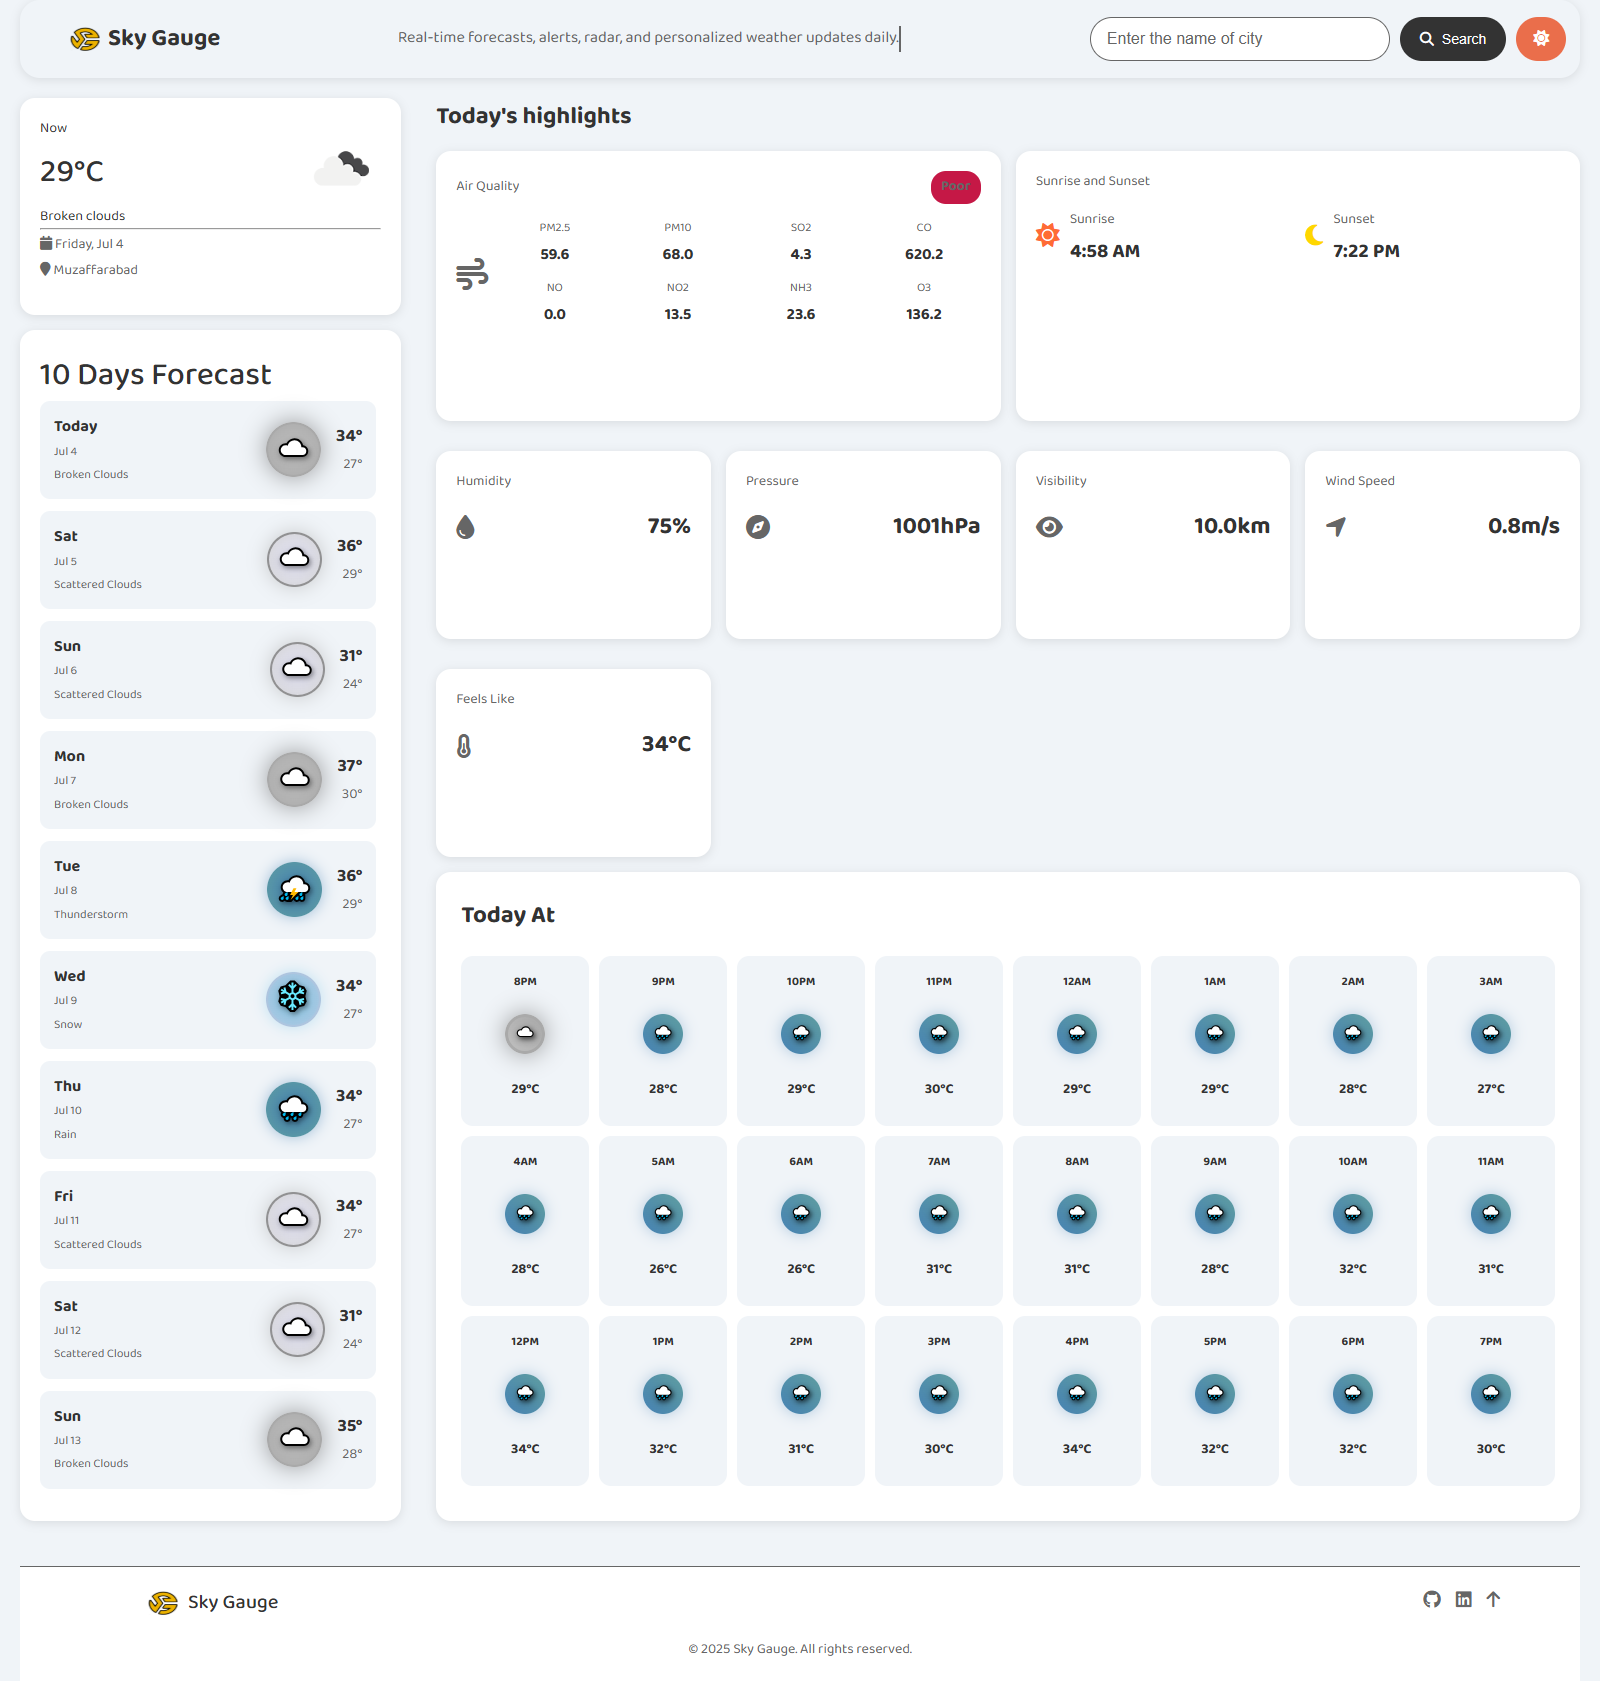 Sky Gauge
Real-time forecasts, alerts, radar, and personalized weather updates daily.
Enter the name of city
Search
Now
29°C
Broken clouds
Friday, Jul 4
Muzaffarabad
10 Days Forecast
Today
Jul 4
Broken Clouds
34°
27°
Sat
Jul 5
Scattered Clouds
36°
29°
Sun
Jul 6
Scattered Clouds
31°
24°
Mon
Jul 7
Broken Clouds
37°
30°
Tue
Jul 8
Thunderstorm
36°
29°
Wed
Jul 9
Snow
34°
27°
Thu
Jul 10
Rain
34°
27°
Fri
Jul 11
Scattered Clouds
34°
27°
Sat
Jul 12
Scattered Clouds
31°
24°
Sun
Jul 13
Broken Clouds
35°
28°
Today's highlights
Air Quality
Poor
PM2.5 PM10 SO2 CO
59.6 68.0 4.3 620.2
NO NO2 NH3 O3
0.0 13.5 23.6 136.2
Sunrise and Sunset
Sunrise
4:58 AM
Sunset
7:22 PM
Humidity
75%
Pressure
1001hPa
Visibility
10.0km
Wind Speed
0.8m/s
Feels Like
34°C
Today At
8PM 9PM 10PM 11PM 12AM 1AM 2AM 3AM
29°C 28°C 29°C 30°C 29°C 29°C 28°C 27°C
4AM 5AM 6AM 7AM 8AM 9AM 10AM 11AM
28°C 26°C 26°C 31°C 31°C 28°C 32°C 31°C
12PM 1PM 2PM 3PM 4PM 5PM 6PM 7PM
34°C 32°C 31°C 30°C 34°C 32°C 32°C 30°C
Sky Gauge
© 2025 Sky Gauge. All rights reserved.